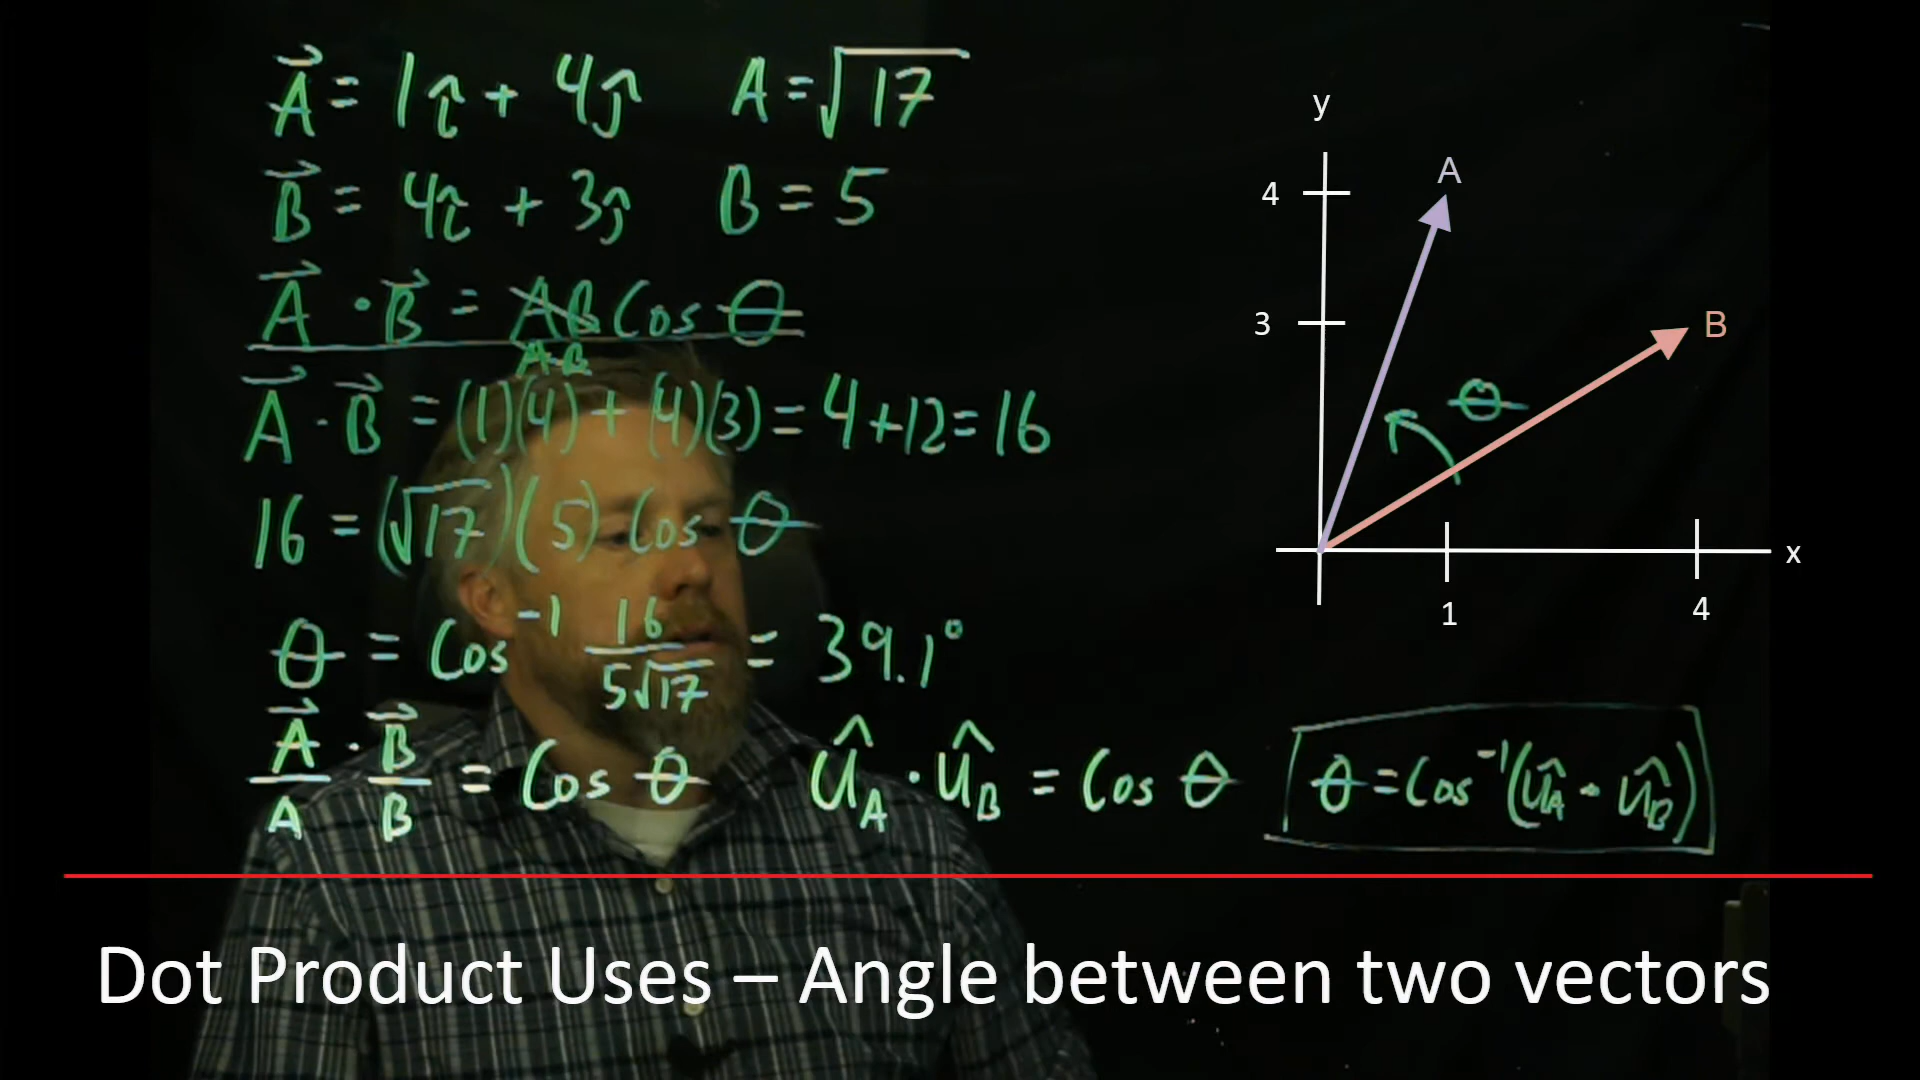 A⃗ = 1î + 4ĵ A = √17
B⃗ = 4î + 3ĵ B = 5
A⃗ · B⃗ = AB Cos θ
AB
A⃗ · B⃗ = (1)(4) + (4)(3) = 4 + 12 = 16
16 = (√17)(5) Cos θ
θ = Cos⁻¹ 16/5√17 = 39.1°
A⃗/A · B⃗/B = Cos θ û_A · û_B = Cos θ θ = Cos⁻¹(û_A · û_B)
y
4
A
3
B
θ
x
1
4
Dot Product Uses – Angle between two vectors